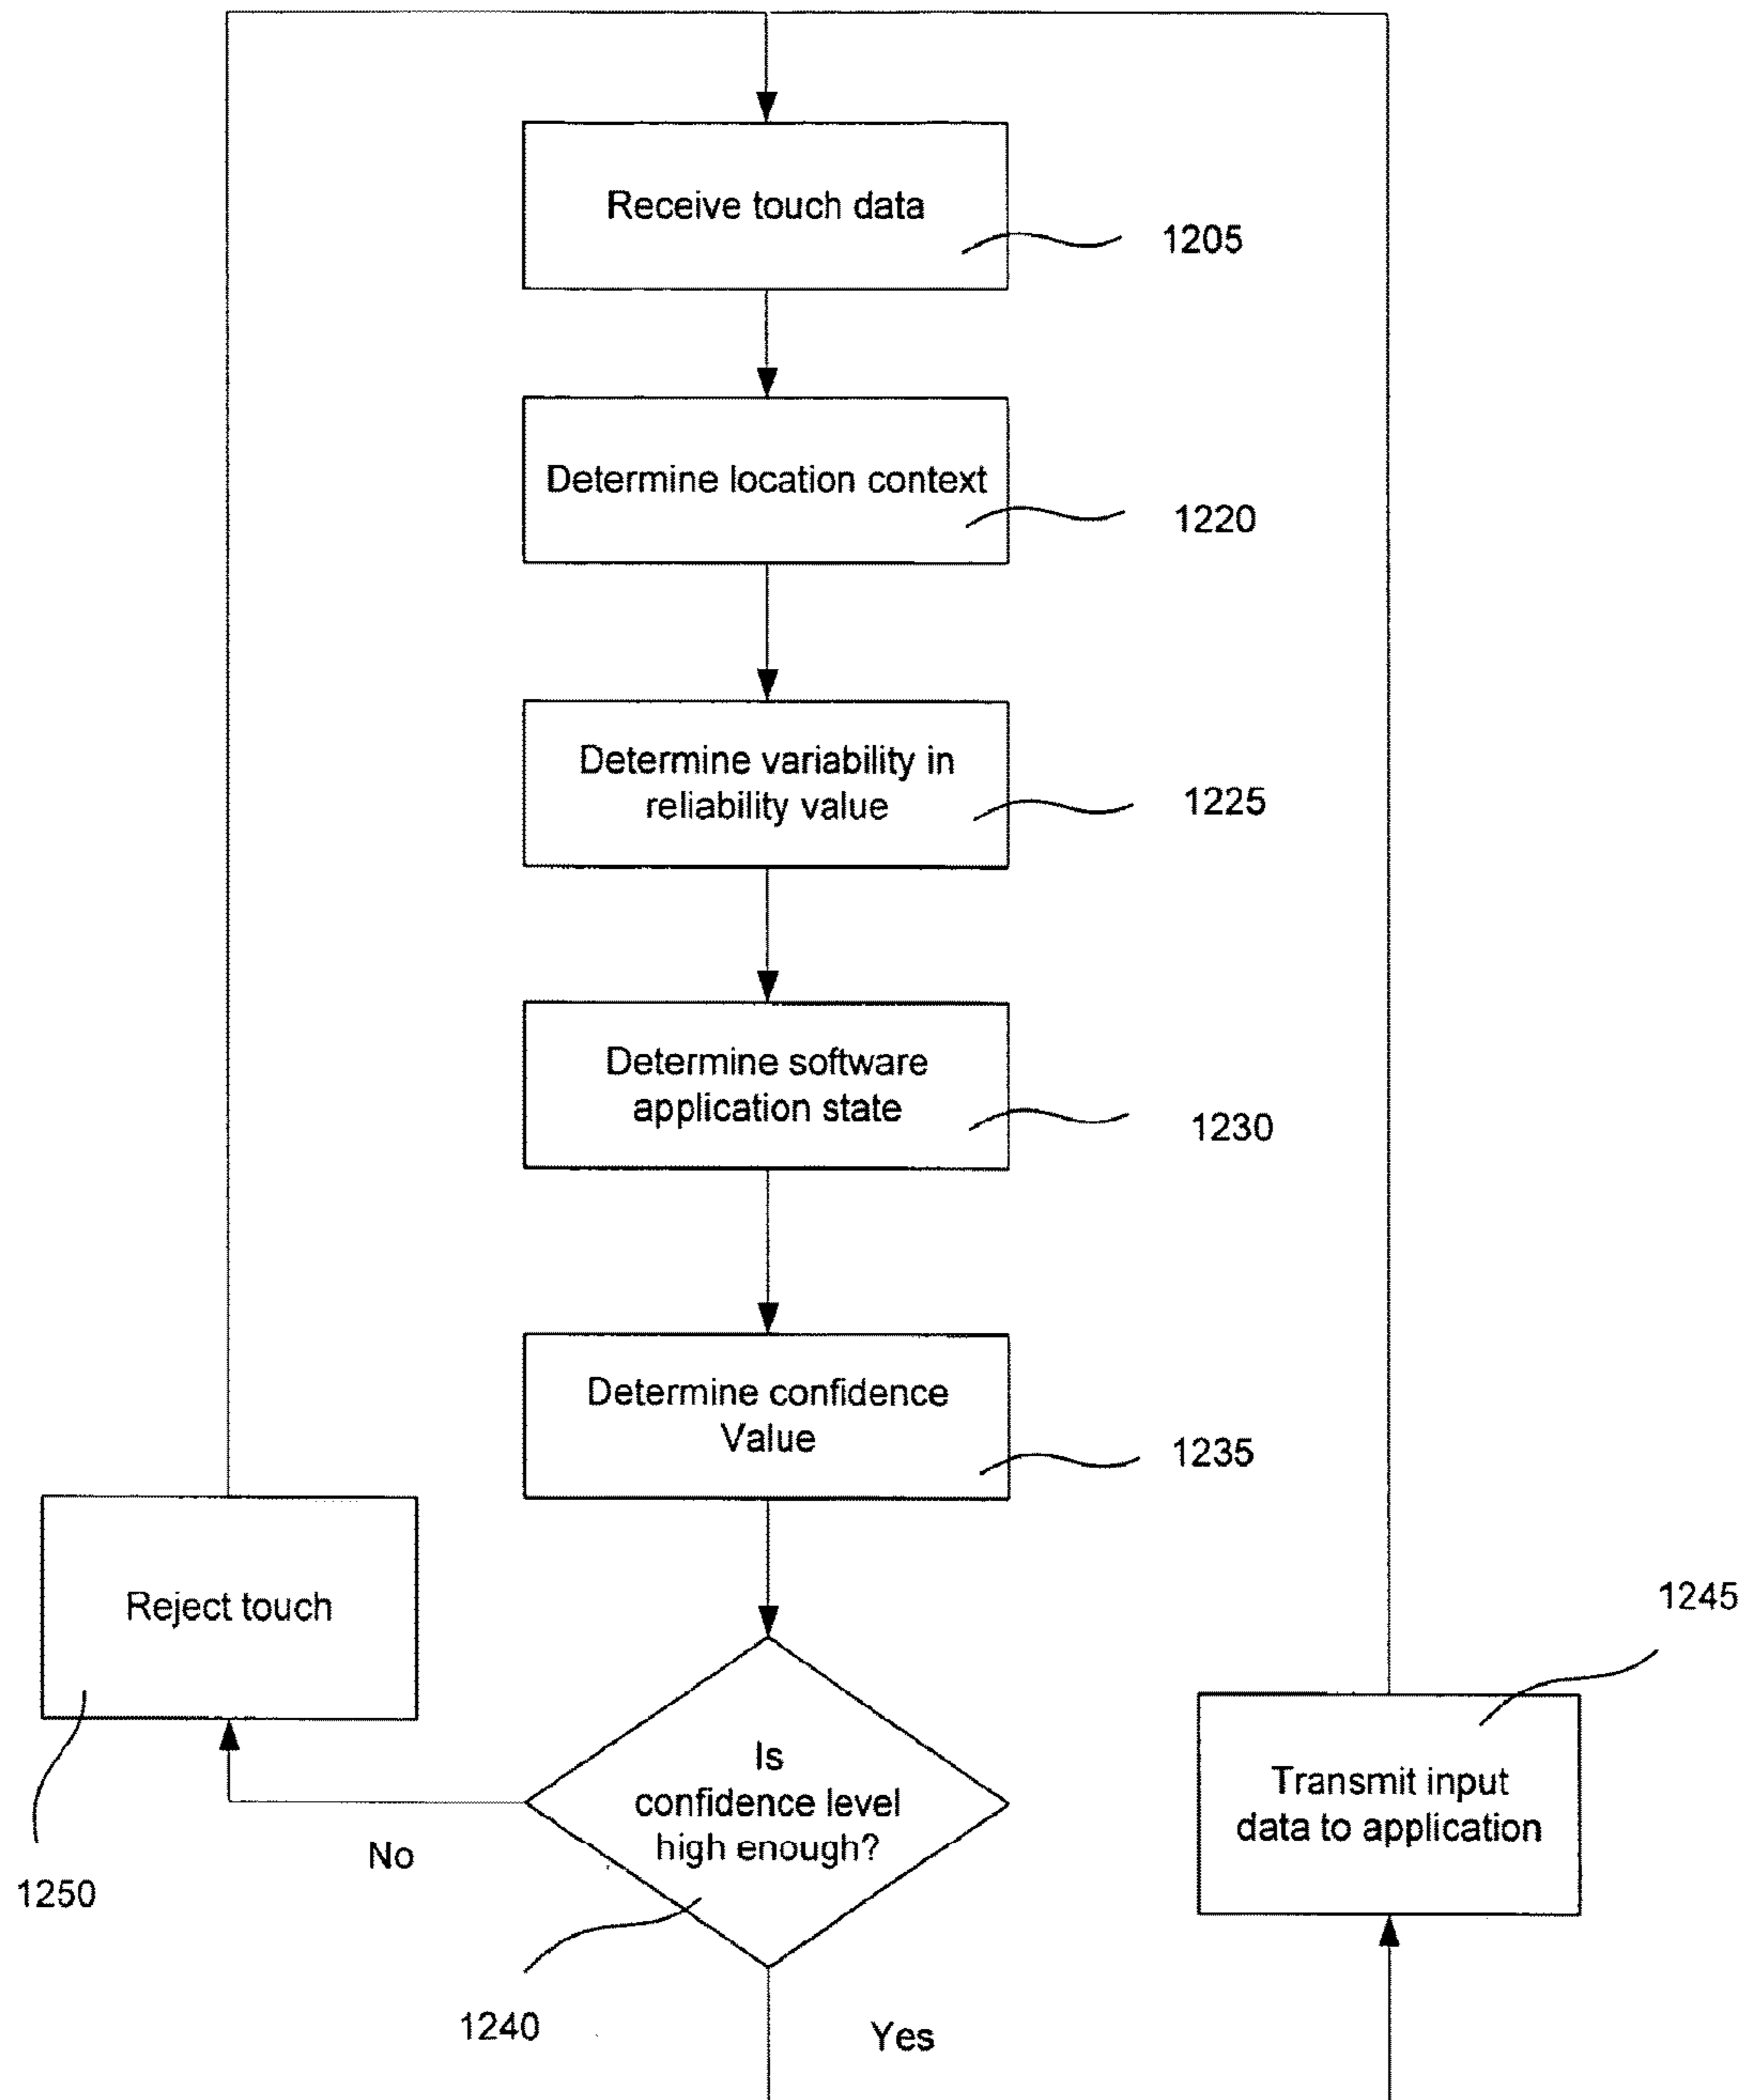 Receive touch data
1205
Determine location context
1220
Determine variability in
reliability value
1225
Determine software
application state
1230
Determine confidence
Value
1235
Reject touch
1250
Is
confidence level
high enough?
1240
No
Yes
1245
Transmit input
data to application